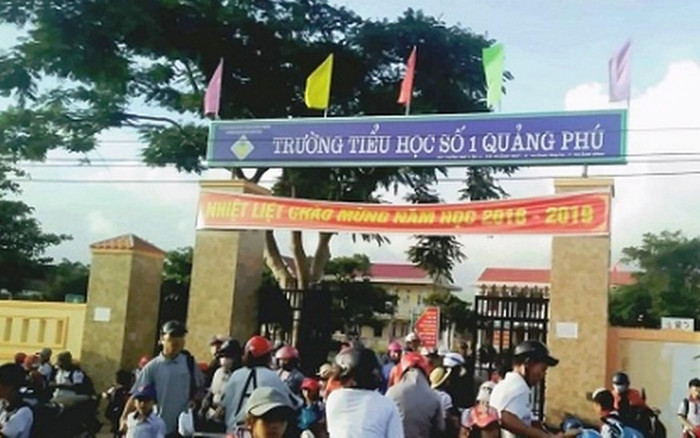 TRƯỜNG TIỂU HỌC SỐ 1 QUẢNG PHÚ
NHIỆT LIỆT CHÀO MỪNG NĂM HỌC 2018 - 2019